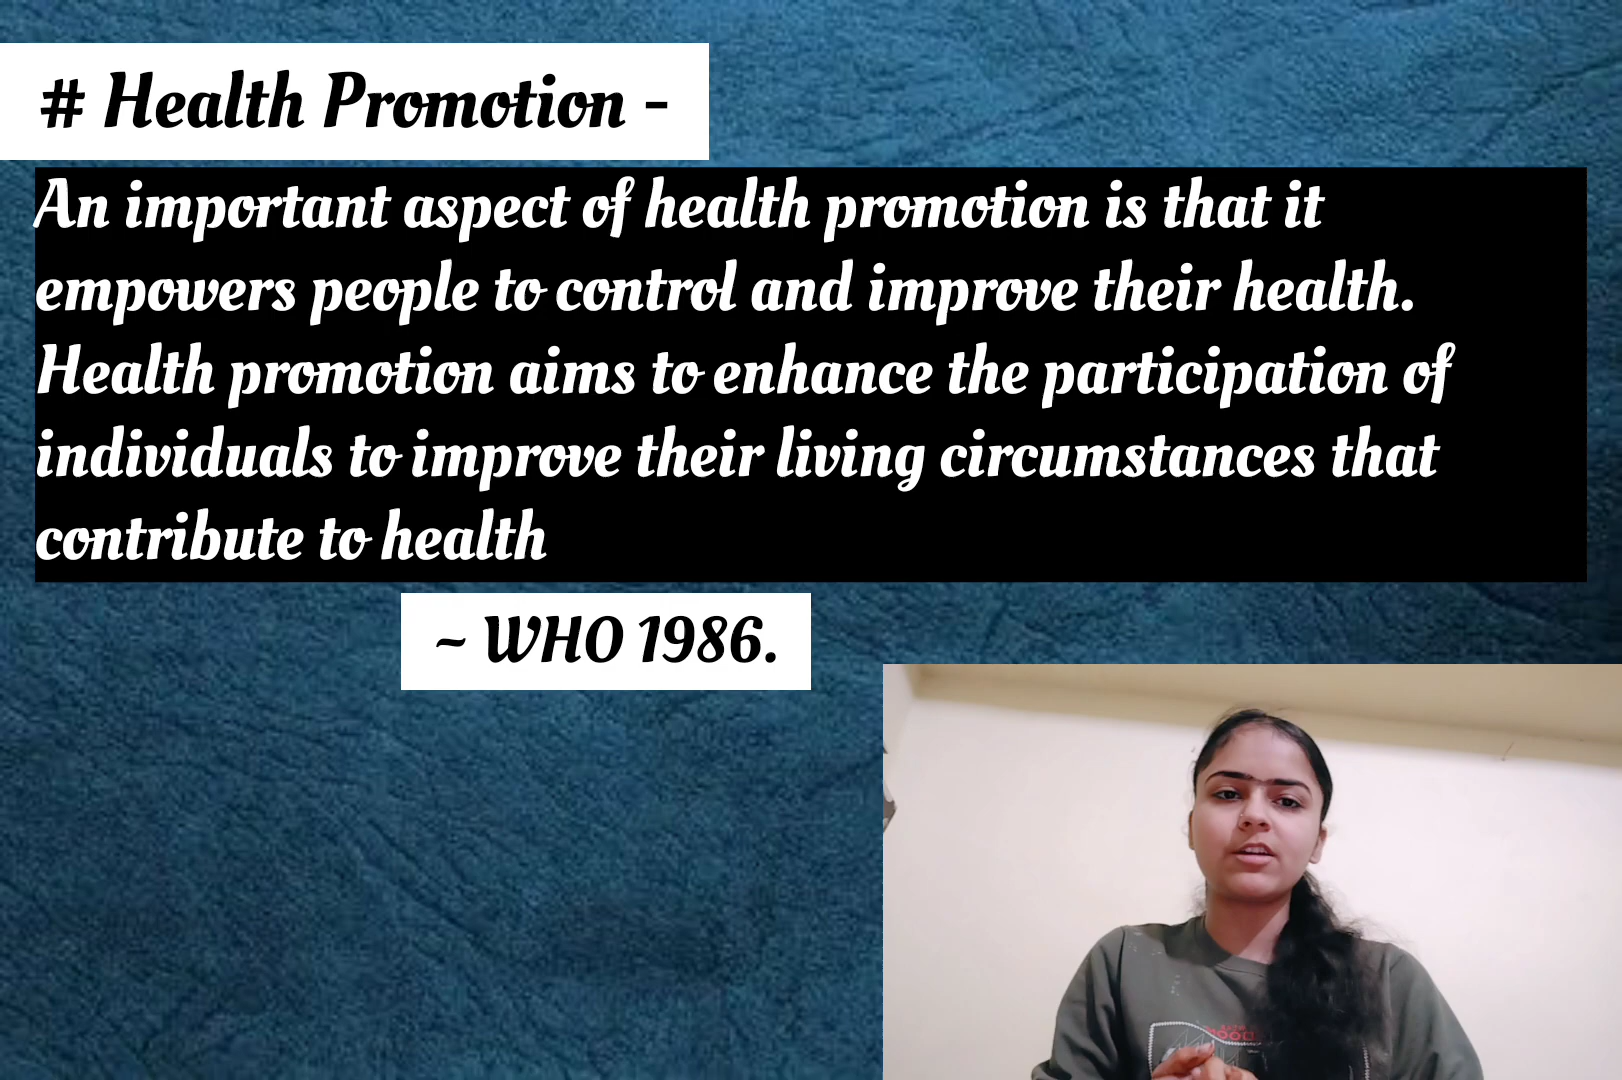 # Health Promotion -
An important aspect of health promotion is that it
empowers people to control and improve their health.
Health promotion aims to enhance the participation of
individuals to improve their living circumstances that
contribute to health
~ WHO 1986.